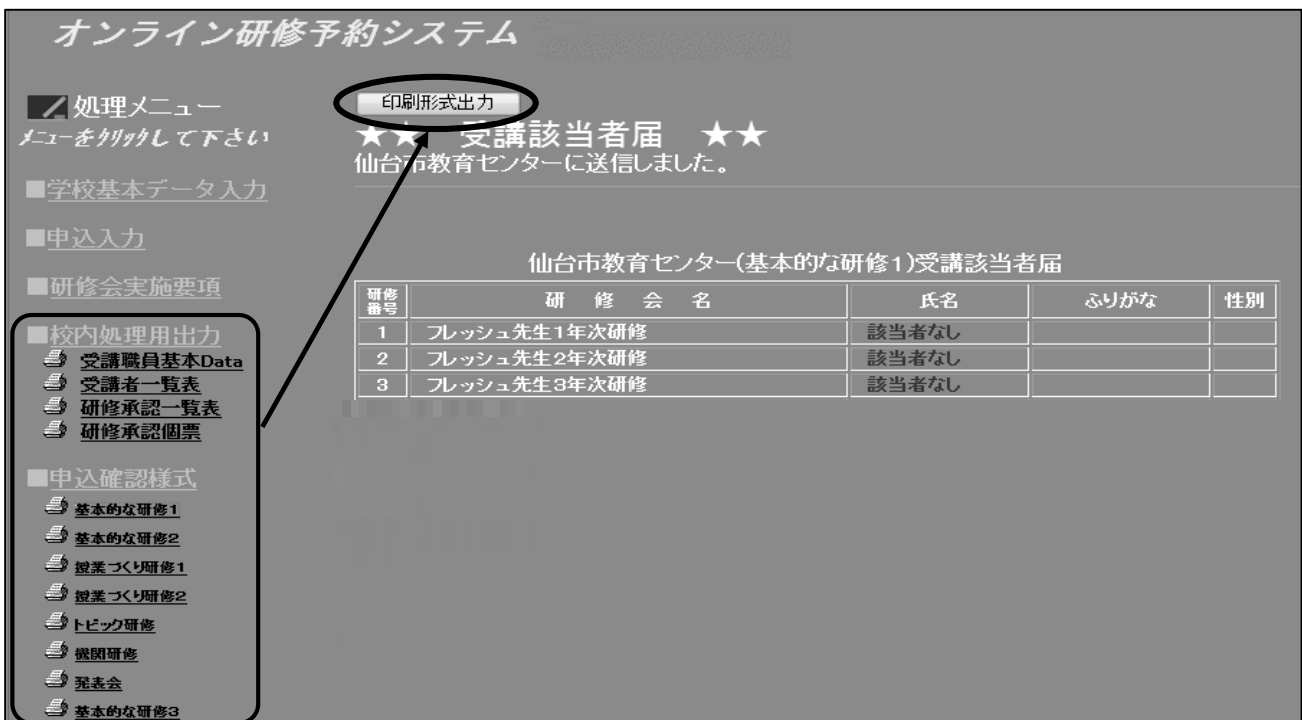 オンライン研修予約システム
処理メニュー
メニューをクリックして下さい
■学校基本データ入力
■申込入力
■研修会実施要項
■校内処理用出力
受講職員基本Data
受講者一覧表
研修承認一覧表
研修承認個票
■申込確認様式
基本的な研修1
基本的な研修2
授業づくり研修1
授業づくり研修2
トピック研修
機関研修
発表会
基本的な研修3
印刷形式出力
★★ 受講該当者届 ★★
仙台市教育センターに送信しました。
仙台市教育センター(基本的な研修1)受講該当者届
研修番号 研修会名 氏名 ふりがな 性別
1 フレッシュ先生1年次研修 該当者なし
2 フレッシュ先生2年次研修 該当者なし
3 フレッシュ先生3年次研修 該当者なし